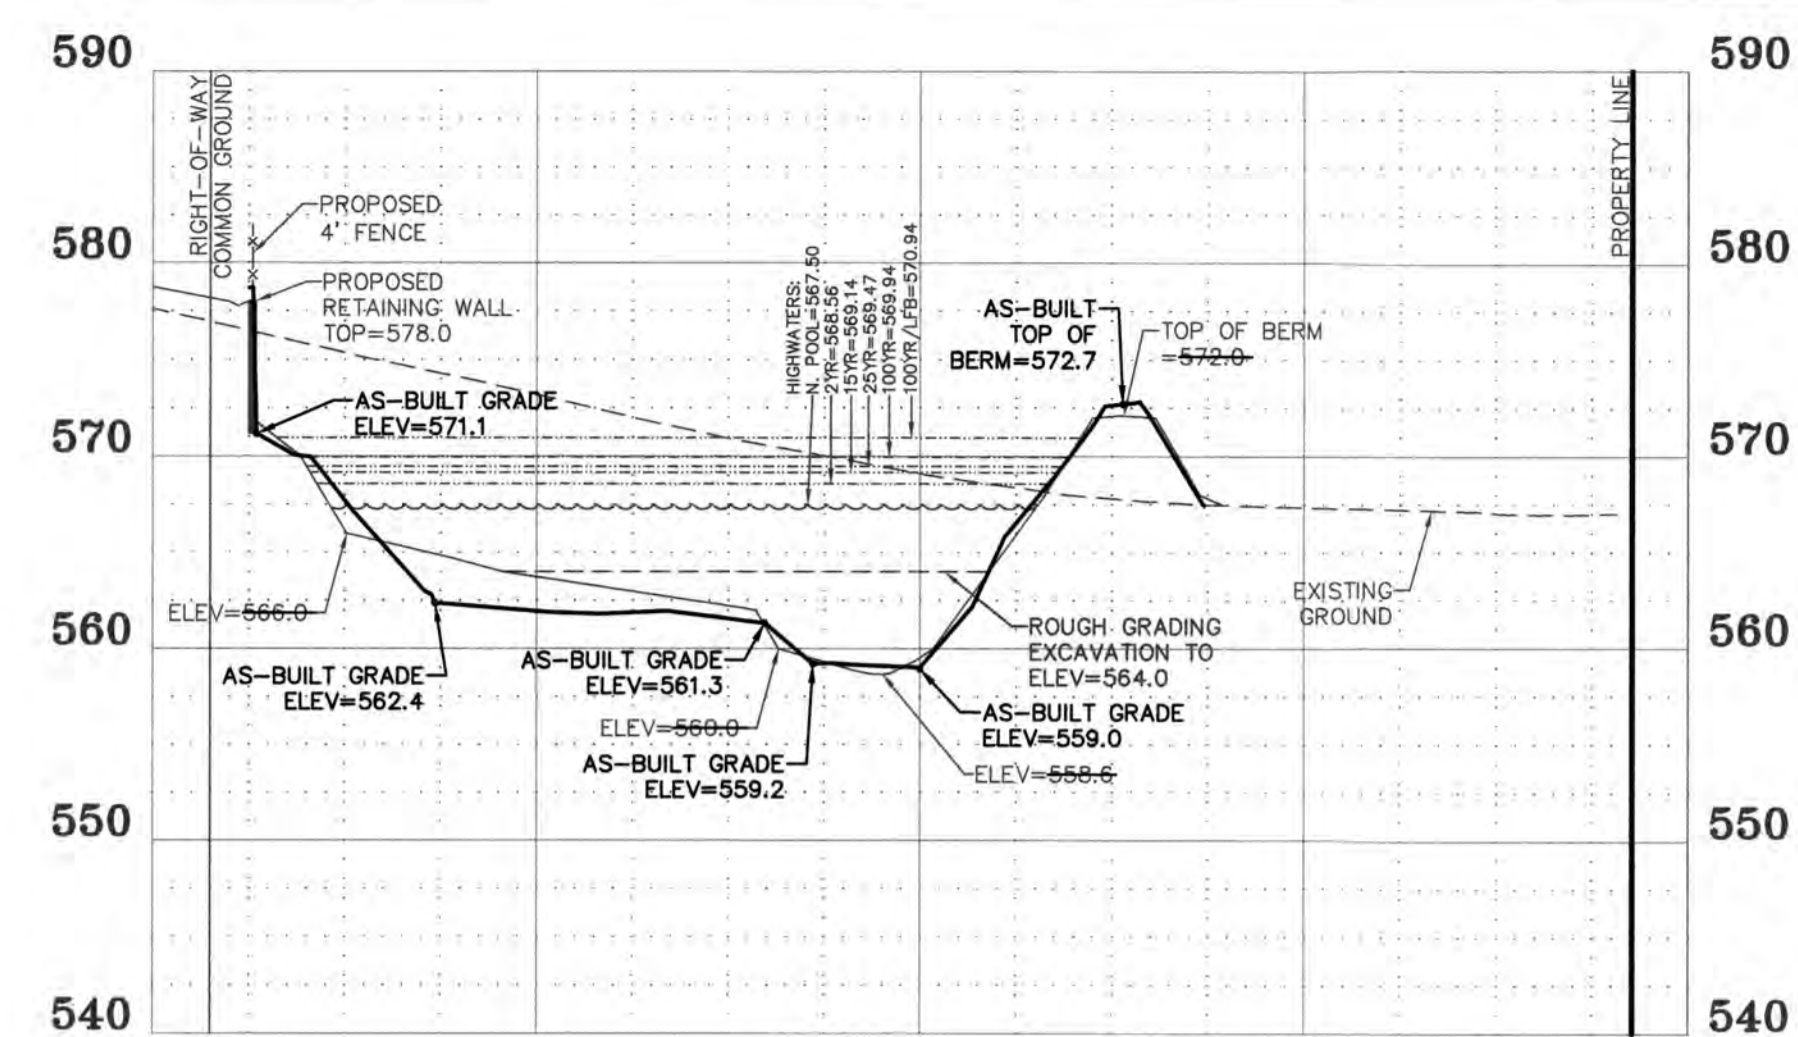 590
590
RIGHT-OF-WAY
COMMON GROUND
PROPERTY LINE
PROPOSED
4' FENCE
580
580
PROPOSED
RETAINING WALL
TOP=578.0
HIGHWATERS:
N. POOL=567.50
2YR=568.56
15YR=569.14
25YR=569.47
100YR=569.94
100YR/LFB=570.94
AS-BUILT
TOP OF
BERM=572.7
TOP OF BERM
=572.0
AS-BUILT GRADE
ELEV=571.1
570
570
ELEV=566.0
EXISTING
GROUND
560
560
ROUGH GRADING
EXCAVATION TO
ELEV=564.0
AS-BUILT GRADE
ELEV=562.4
AS-BUILT GRADE
ELEV=561.3
ELEV=560.0
AS-BUILT GRADE
ELEV=559.2
AS-BUILT GRADE
ELEV=559.0
ELEV=558.6
550
550
540
540